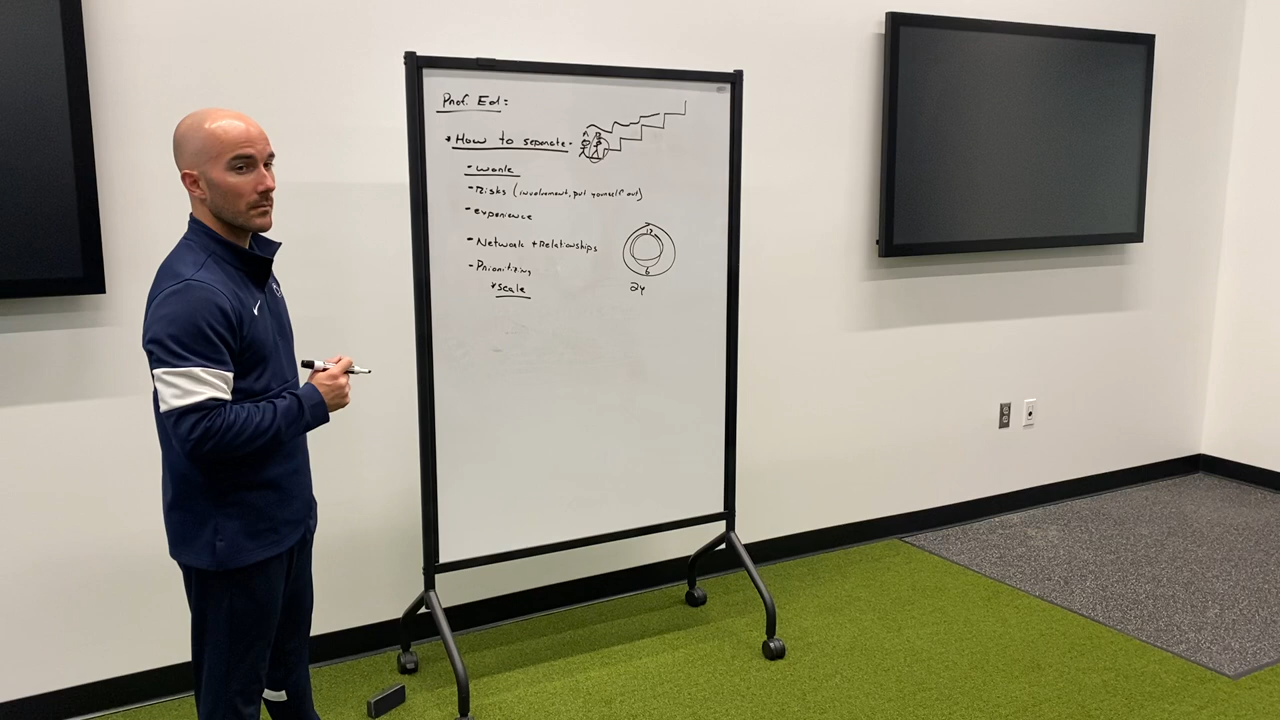 Prof. Ed:
* How to separate-
- work
- Risks (involvement, put yourself out)
- experience
- Network + Relationships
- Prioritizing
* Scale
12
6
24